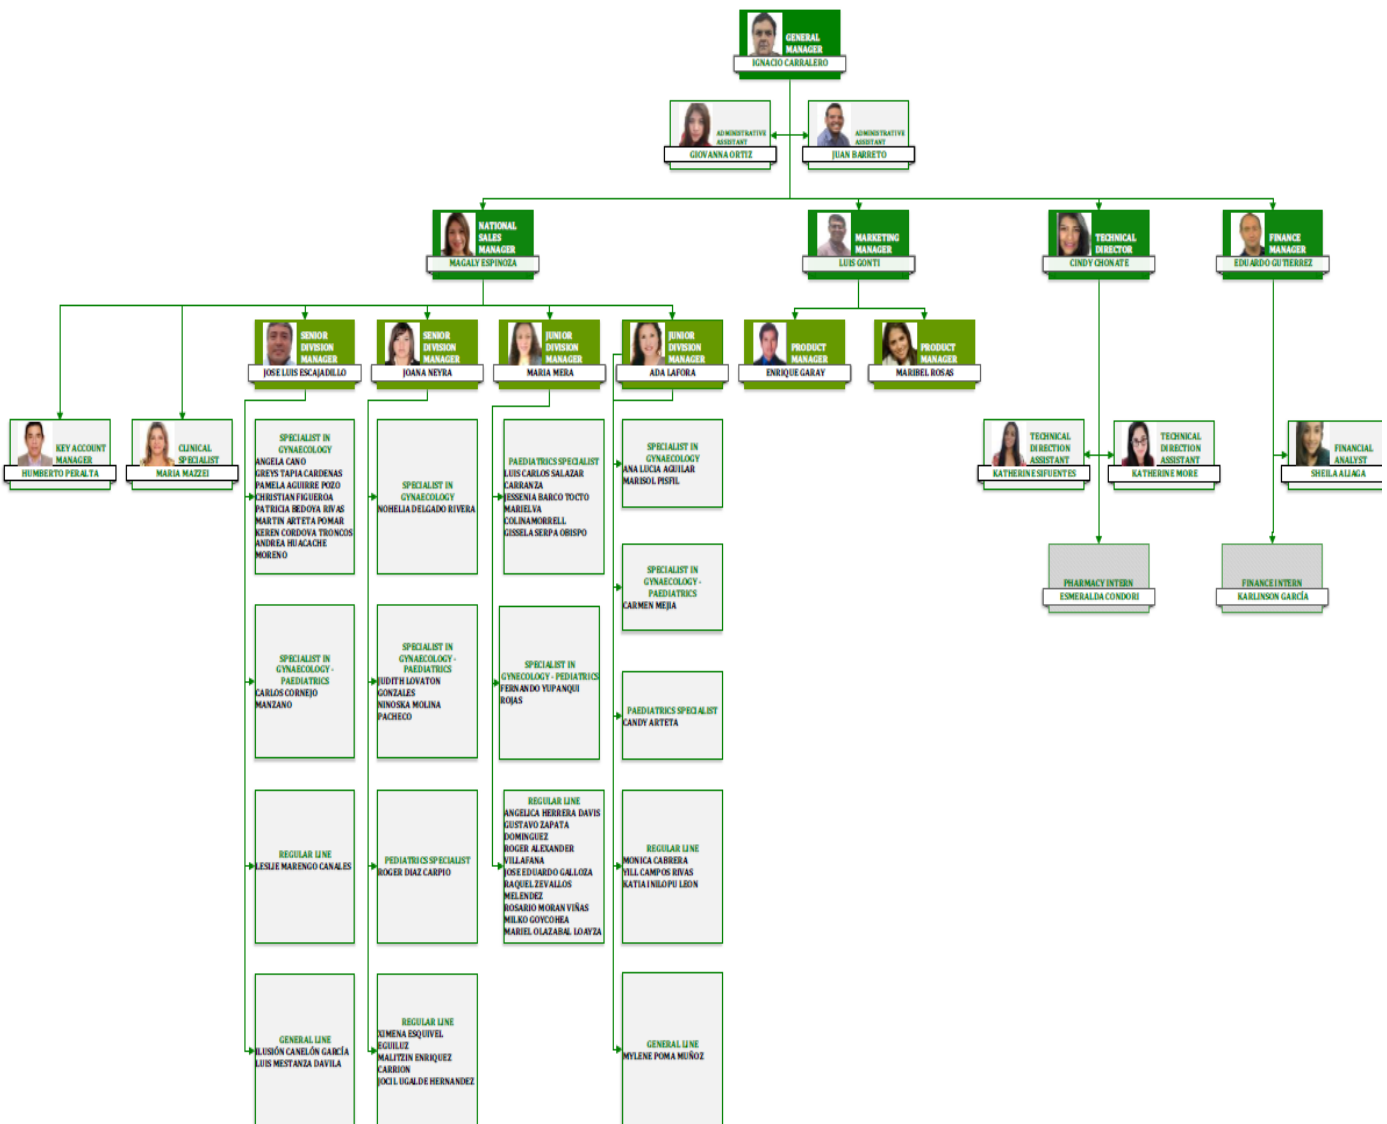 GENERAL
MANAGER
IGNACIO CARRALERO
ADMINISTRATIVE
ASSISTANT
GIOVANNA ORTIZ
ADMINISTRATIVE
ASSISTANT
JUAN BARRETO
NATIONAL
SALES
MANAGER
MAGALY ESPINOZA
MARKETING
MANAGER
LUIS GONTI
TECHNICAL
DIRECTOR
CINDY CHONATE
FINANCE
MANAGER
EDUARDO GUTIERREZ
SENIOR
DIVISION
MANAGER
JOSE LUIS ESCAJADILLO
SENIOR
DIVISION
MANAGER
JOANA NEYRA
JUNIOR
DIVISION
MANAGER
MARIA MERA
JUNIOR
DIVISION
MANAGER
ADA LAFORA
PRODUCT
MANAGER
ENRIQUE GARAY
PRODUCT
MANAGER
MARIBEL ROSAS
KEY ACCOUNT
MANAGER
HUMBERTO PERALTA
CLINICAL
SPECIALIST
MARIA MAZZEI
SPECIALIST IN
GYNAECOLOGY
ANGELA CANO
GREYS TAPIA CARDENAS
PAMELA AGUIRRE POZO
CHRISTIAN FIGUEROA
PATRICIA BEDOYA RIVAS
MARTIN ARTETA POMAR
KEREN CORDOVA TRONCOS
ANDREA HUACACHE
MORENO
SPECIALIST IN
GYNAECOLOGY
NOHELIA DELGADO RIVERA
PAEDIATRICS SPECIALIST
LUIS CARLOS SALAZAR
CARRANZA
JESSENIA BARCO TOCTO
MARIELVA
COLINAMORRELL
GISSELA SERPA OBISPO
SPECIALIST IN
GYNAECOLOGY
ANA LUCIA AGUILAR
MARISOL PISFIL
TECHNICAL
DIRECTION
ASSISTANT
KATHERINE SIFUENTES
TECHNICAL
DIRECTION
ASSISTANT
KATHERINE MORE
FINANCIAL
ANALYST
SHEILA ALIAGA
SPECIALIST IN
GYNAECOLOGY -
PAEDIATRICS
CARMEN MEJIA
PHARMACY INTERN
ESMERALDA CONDORI
FINANCE INTERN
KARLINSON GARCÍA
SPECIALIST IN
GYNAECOLOGY -
PAEDIATRICS
CARLOS CORNEJO
MANZANO
SPECIALIST IN
GYNAECOLOGY -
PAEDIATRICS
JUDITH LOVATON
GONZALES
NINOSKA MOLINA
PACHECO
SPECIALIST IN
GYNECOLOGY - PEDIATRICS
FERNANDO YUPANQUI
ROJAS
PAEDIATRICS SPECIALIST
CANDY ARTETA
REGULAR LINE
LESLIE MARENGO CANALES
PEDIATRICS SPECIALIST
ROGER DIAZ CARPIO
REGULAR LINE
ANGELICA HERRERA DAVIS
GUSTAVO ZAPATA
DOMINGUEZ
ROGER ALEXANDER
VILLAFANA
JOSE EDUARDO GALLOZA
RAQUEL ZEVALLOS
MELENDEZ
ROSARIO MORAN VIÑAS
MILKO GOYCOHEA
MARIEL OLAZABAL LOAYZA
REGULAR LINE
MONICA CABRERA
YILL CAMPOS RIVAS
KATIA INILOPU LEON
GENERAL LINE
ILUSIÓN CANELÓN GARCÍA
LUIS MESTANZA DAVILA
REGULAR LINE
XIMENA ESQUIVEL
EGUILUZ
MALITZIN ENRIQUEZ
CARRION
JOCIL UGALDE HERNANDEZ
GENERAL LINE
MYLENE POMA MUÑOZ